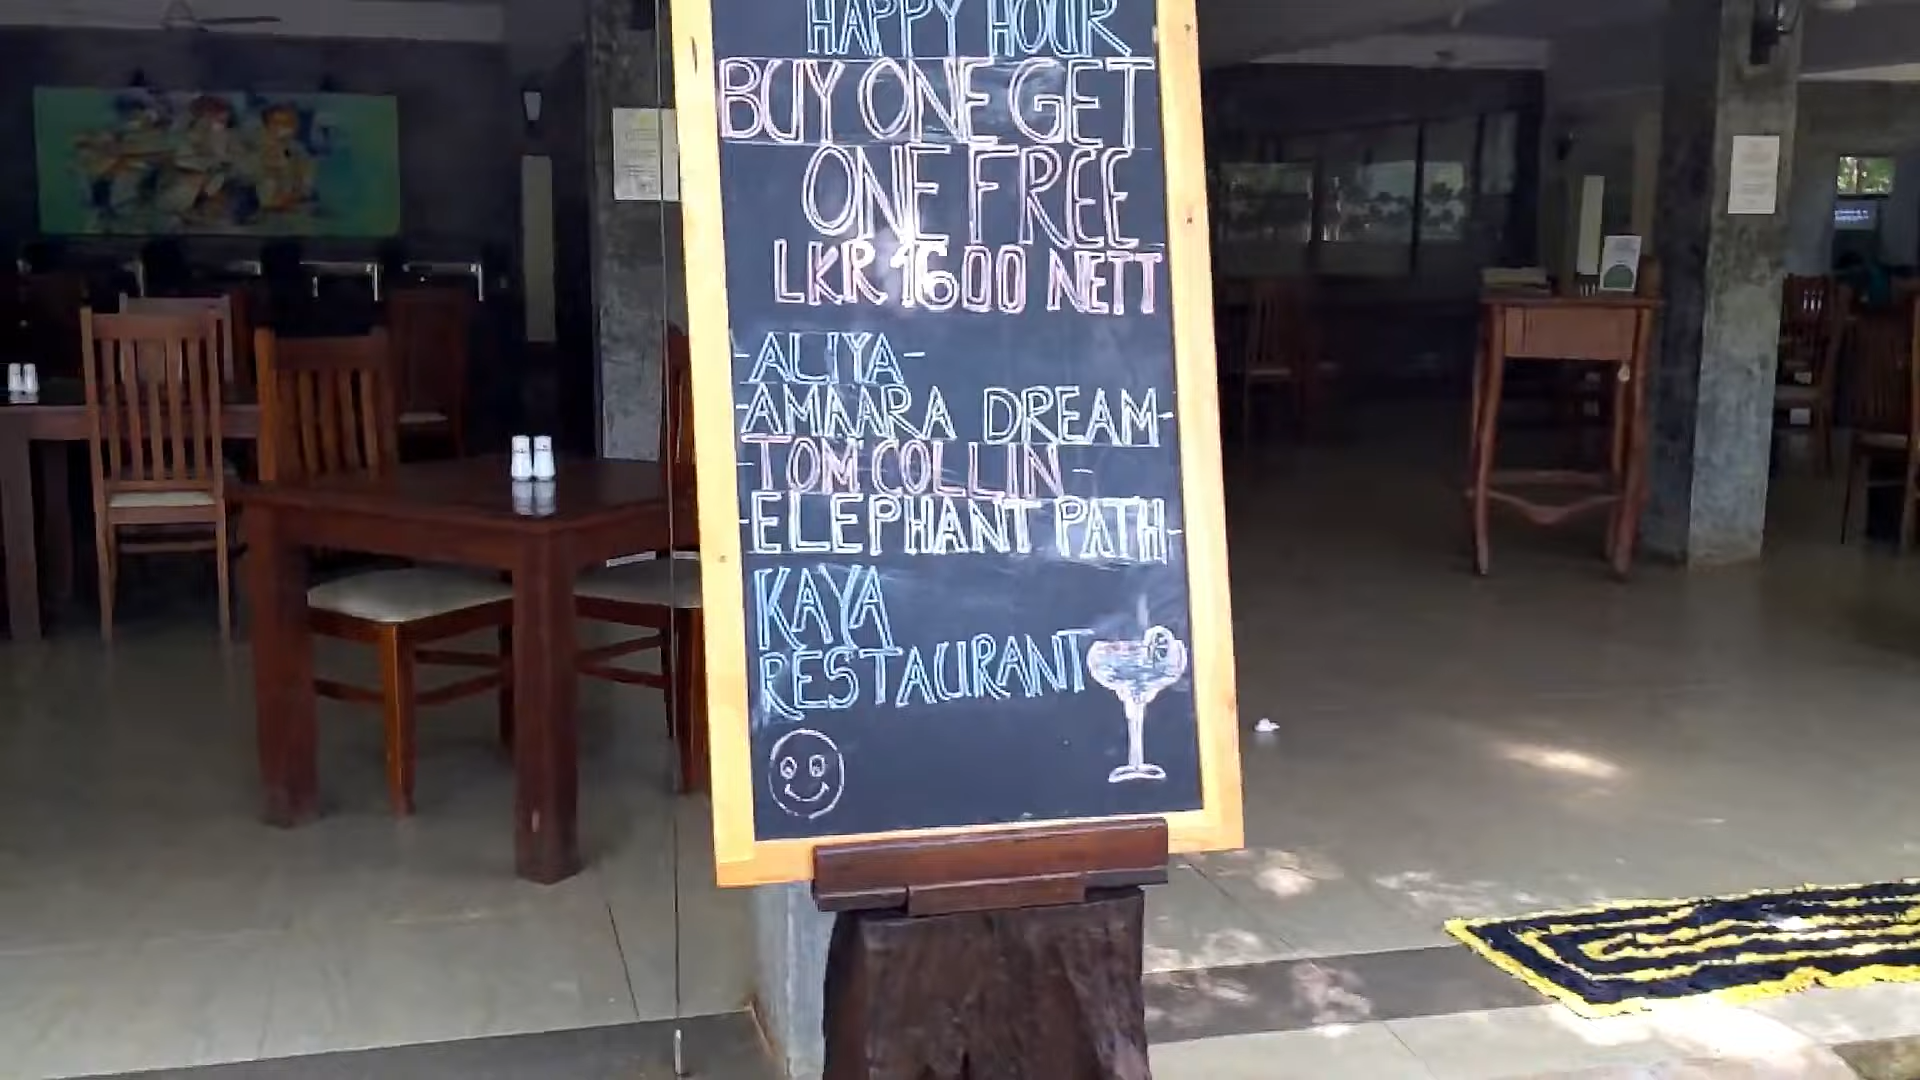 HAPPY HOUR
BUY ONE GET
ONE FREE
LKR 1600 NETT
-ALIYA-
-AMAARA DREAM-
-TOM COLLIN-
-ELEPHANT PATH-
KAYA
RESTAURANT